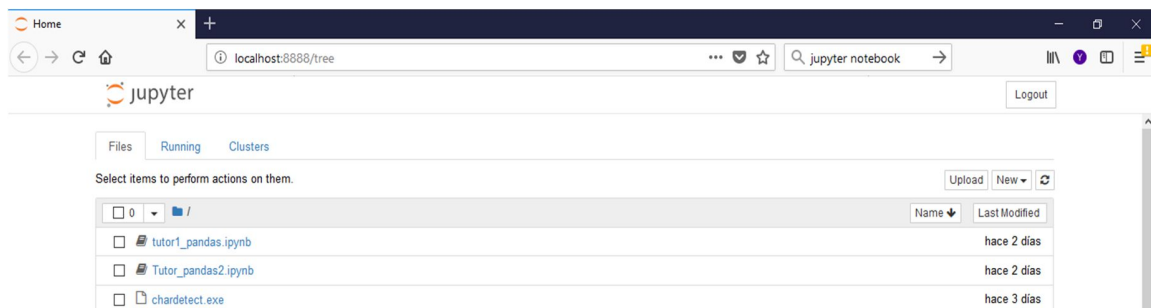 Home
localhost:8888/tree
jupyter notebook
Y
jupyter
Logout
Files Running Clusters
Select items to perform actions on them.
Upload New
0 / Name Last Modified
tutor1_pandas.ipynb hace 2 días
Tutor_pandas2.ipynb hace 2 días
chardetect.exe hace 3 días